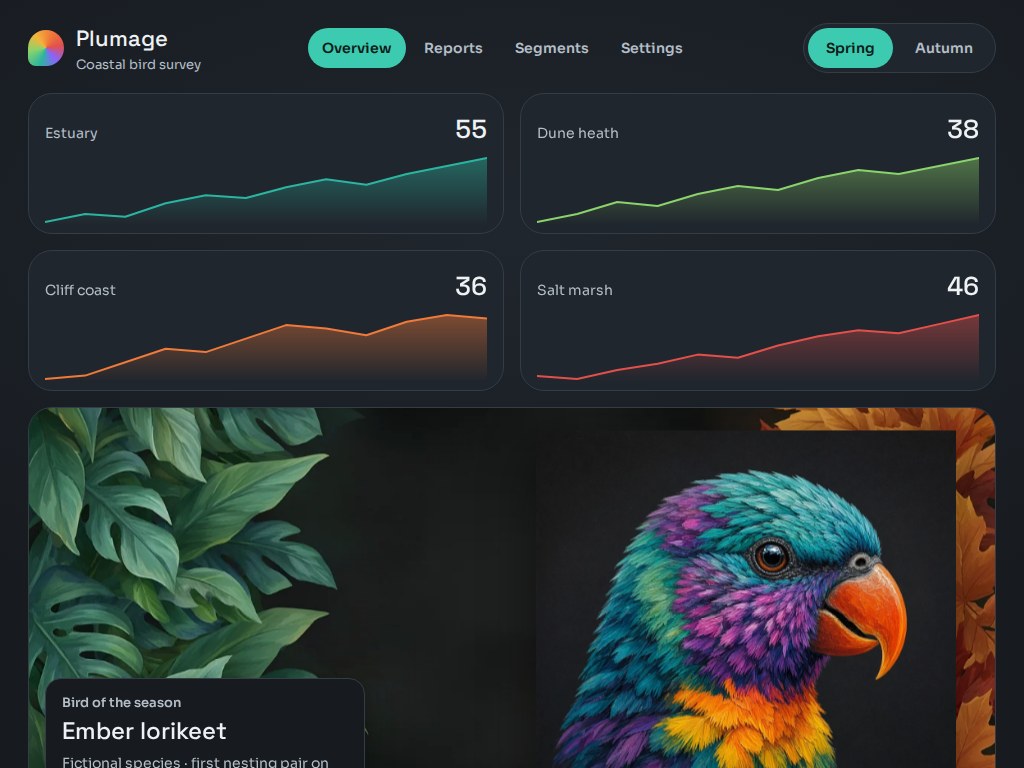 Plumage
Coastal bird survey
Overview
Reports
Segments
Settings
Spring
Autumn
Estuary
55
Dune heath
38
Cliff coast
36
Salt marsh
46
Bird of the season
Ember lorikeet
Fictional species · first nesting pair on